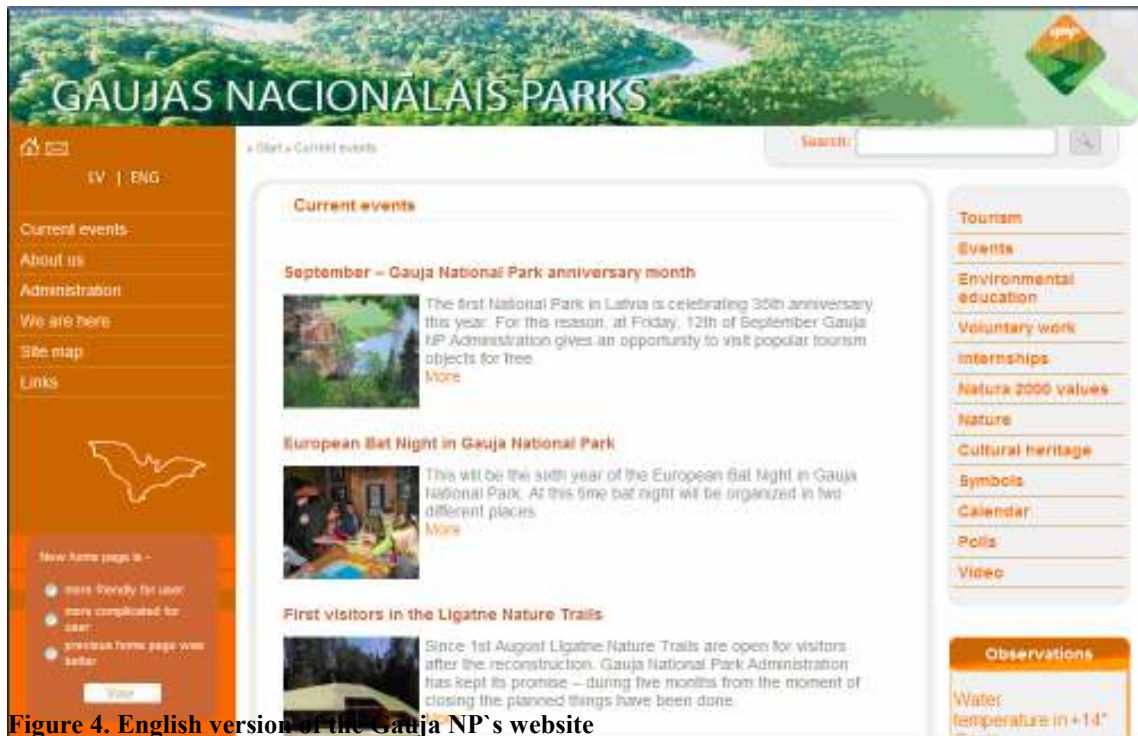 GAUJAS NACIONĀLAIS PARKS
gnp
LV | ENG
» Start » Current events
Search:
Current events
About us
Administration
We are here
Site map
Links
New home page is -
more friendly for user
more complicated for
user
previous home page was
better
Vote
Current events
September – Gauja National Park anniversary month
The first National Park in Latvia is celebrating 35th anniversary
this year. For this reason, at Friday, 12th of September Gauja
NP Administration gives an opportunity to visit popular tourism
objects for free.
More
European Bat Night in Gauja National Park
This will be the sixth year of the European Bat Night in Gauja
National Park. At this time bat night will be organized in two
different places.
More
First visitors in the Ligatne Nature Trails
Since 1st August Ligatne Nature Trails are open for visitors
after the reconstruction. Gauja National Park Administration
has kept its promise – during five months from the moment of
closing the planned things have been done.
Tourism
Events
Environmental
education
Voluntary work
Internships
Natura 2000 values
Nature
Cultural heritage
Symbols
Calendar
Polls
Video
Observations
Water
temperature in +14°
Figure 4. English version of the Gauja NP`s website